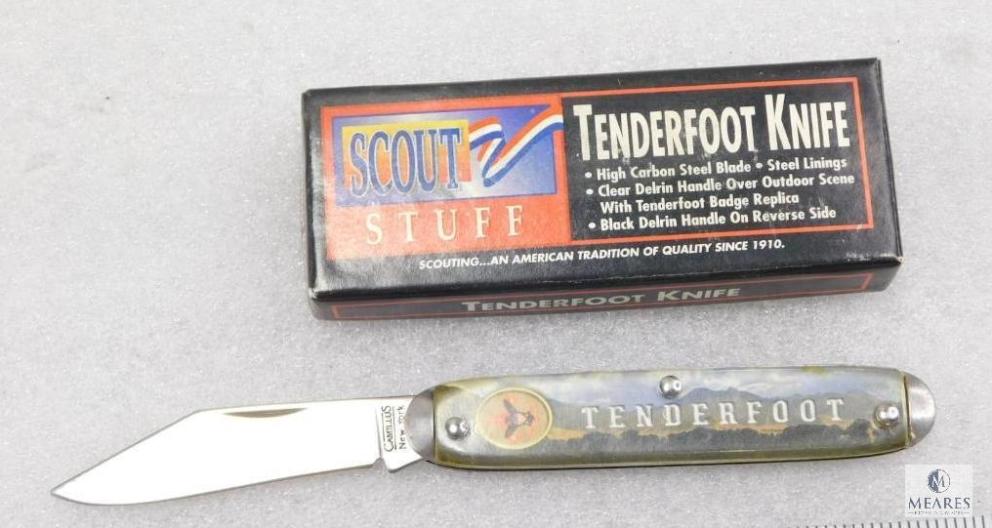 SCOUT
STUFF
TENDERFOOT KNIFE
• High Carbon Steel Blade • Steel Linings
• Clear Delrin Handle Over Outdoor Scene
With Tenderfoot Badge Replica
• Black Delrin Handle On Reverse Side
SCOUTING...AN AMERICAN TRADITION OF QUALITY SINCE 1910.
TENDERFOOT KNIFE
CAMILLUS
New York
TENDERFOOT
MEARES